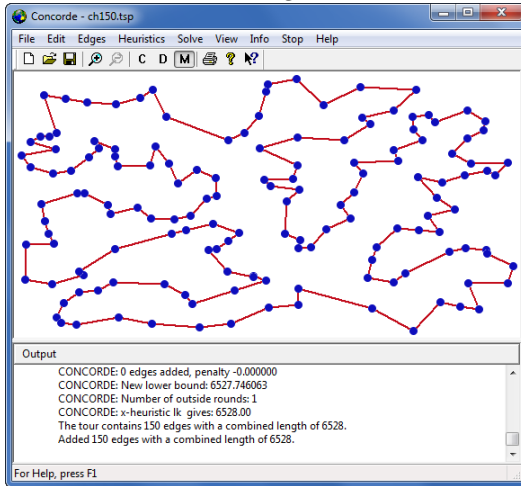 Concorde - ch150.tsp
File Edit Edges Heuristics Solve View Info Stop Help
C D M
Output
CONCORDE: 0 edges added, penalty -0.000000
CONCORDE: New lower bound: 6527.746063
CONCORDE: Number of outside rounds: 1
CONCORDE: x-heuristic lk gives: 6528.00
The tour contains 150 edges with a combined length of 6528.
Added 150 edges with a combined length of 6528.
For Help, press F1